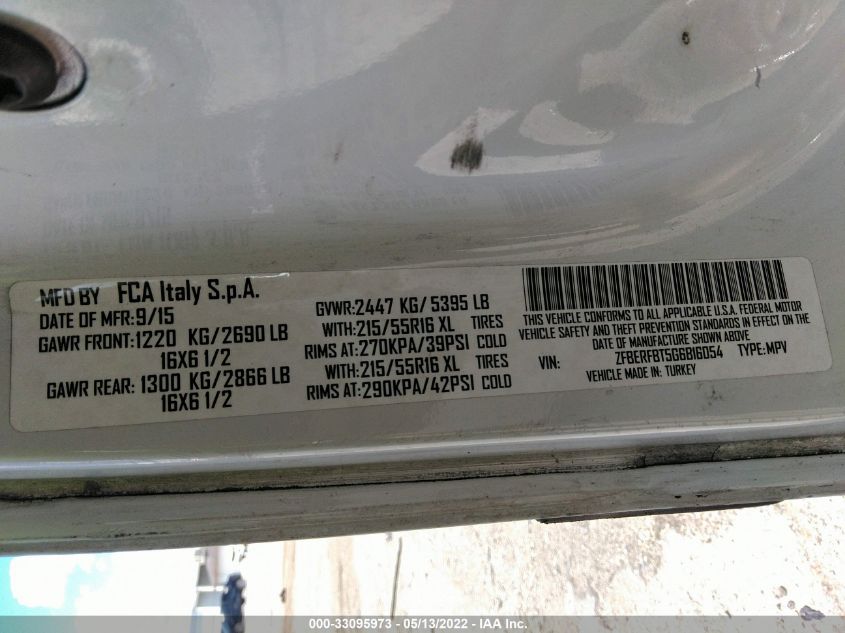 MFD BY FCA Italy S.p.A.
DATE OF MFR:9/15
GAWR FRONT:1220 KG/2690 LB
16X6 1/2
GAWR REAR: 1300 KG/2866 LB
16X6 1/2
GVWR:2447 KG/5395 LB
WITH:215/55R16 XL TIRES
RIMS AT:270KPA/39PSI COLD
WITH:215/55R16 XL TIRES
RIMS AT:290KPA/42PSI COLD
THIS VEHICLE CONFORMS TO ALL APPLICABLE U.S.A. FEDERAL MOTOR
VEHICLE SAFETY AND THEFT PREVENTION STANDARDS IN EFFECT ON THE
DATE OF MANUFACTURE SHOWN ABOVE
VIN: ZFBERFBT5G6B16054 TYPE:MPV
VEHICLE MADE IN: TURKEY
000-33095973 - 05/13/2022 - IAA Inc.